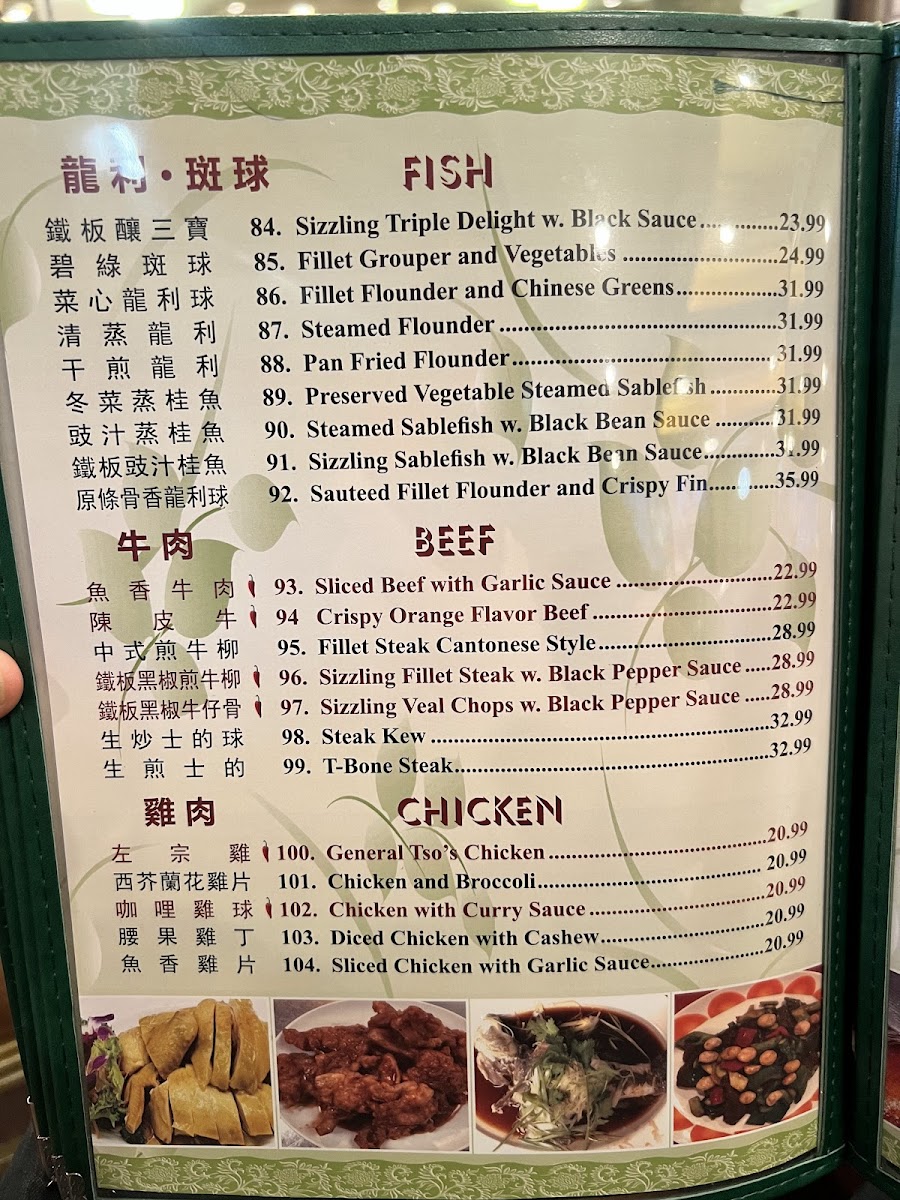 龍利·斑球 FISH
鐵板釀三寶 84. Sizzling Triple Delight w. Black Sauce 23.99
碧綠斑球 85. Fillet Grouper and Vegetables 24.99
菜心龍利球 86. Fillet Flounder and Chinese Greens 31.99
清蒸龍利 87. Steamed Flounder 31.99
干煎龍利 88. Pan Fried Flounder 31.99
冬菜蒸桂魚 89. Preserved Vegetable Steamed Sablefish 31.99
豉汁蒸桂魚 90. Steamed Sablefish w. Black Bean Sauce 31.99
鐵板豉汁桂魚 91. Sizzling Sablefish w. Black Bean Sauce 31.99
原條骨香龍利球 92. Sauteed Fillet Flounder and Crispy Fin 35.99
牛肉 BEEF
魚香牛肉 93. Sliced Beef with Garlic Sauce 22.99
陳皮牛 94 Crispy Orange Flavor Beef 22.99
中式煎牛柳 95. Fillet Steak Cantonese Style 28.99
鐵板黑椒煎牛柳 96. Sizzling Fillet Steak w. Black Pepper Sauce 28.99
鐵板黑椒牛仔骨 97. Sizzling Veal Chops w. Black Pepper Sauce 28.99
生炒士的球 98. Steak Kew 32.99
生煎士的 99. T-Bone Steak 32.99
雞肉 CHICKEN
左宗雞 100. General Tso's Chicken 20.99
西芥蘭花雞片 101. Chicken and Broccoli 20.99
咖哩雞球 102. Chicken with Curry Sauce 20.99
腰果雞丁 103. Diced Chicken with Cashew 20.99
魚香雞片 104. Sliced Chicken with Garlic Sauce 20.99